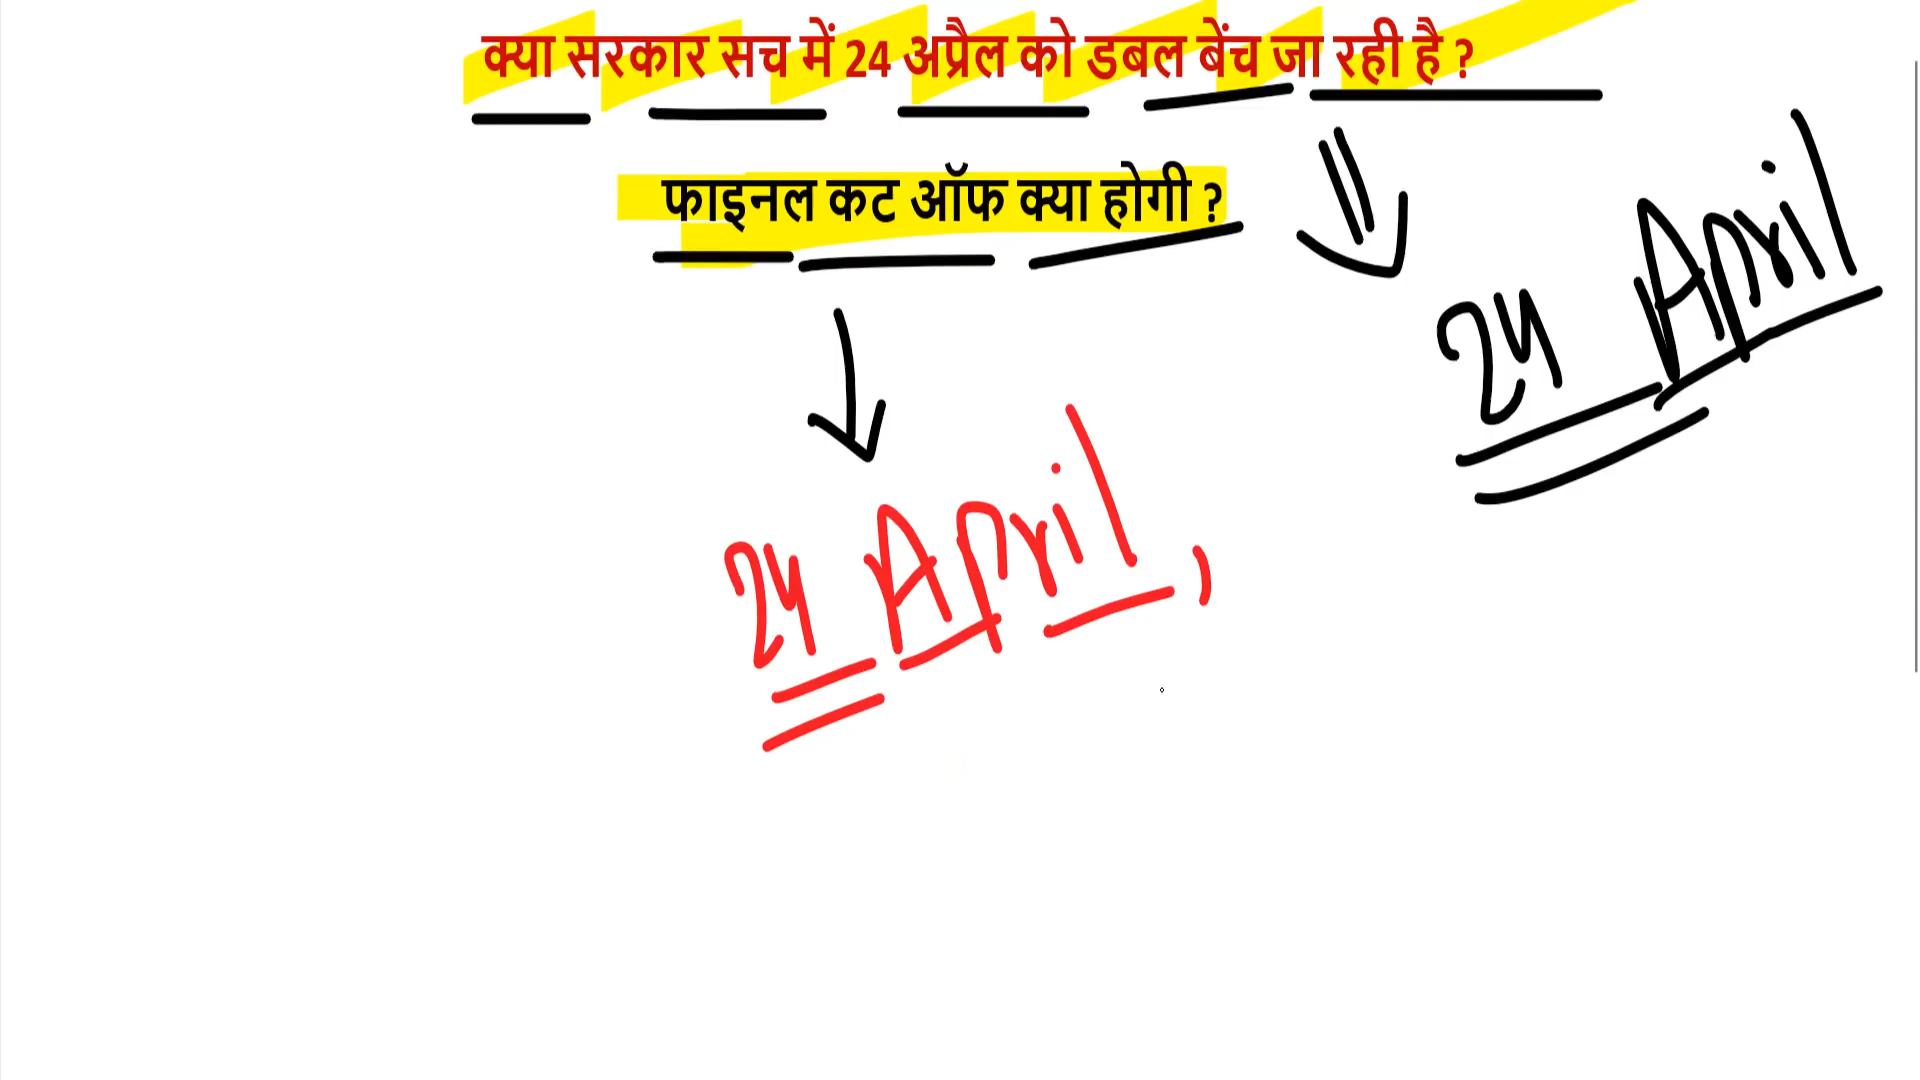 क्या सरकार सच में 24 अप्रैल को डबल बेंच जा रही है ?
फाइनल कट ऑफ क्या होगी ?
24 April
24 April,